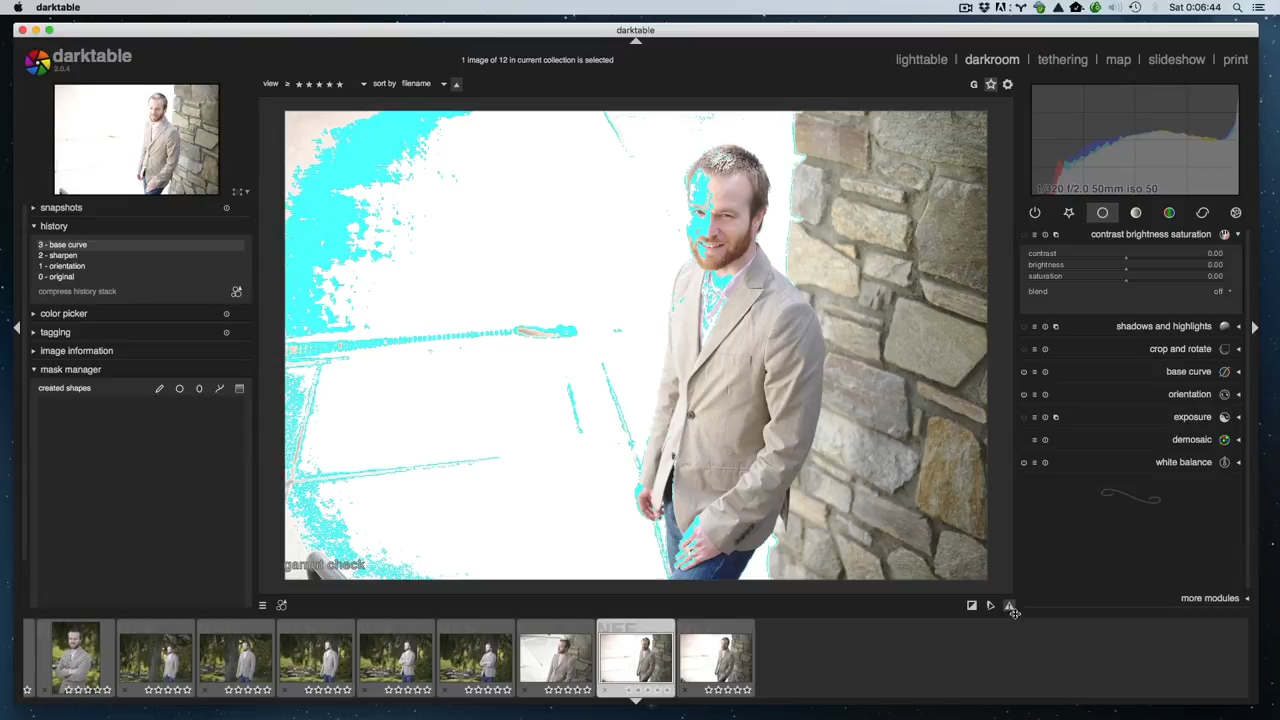 darktable
Sat 0:06:44
darktable
darktable
2.0.4
1 image of 12 in current collection is selected
lighttable | darkroom | tethering | map | slideshow | print
view ≥
sort by filename
G
1/320 f/2.0 50mm iso 50
snapshots
history
3 - base curve
2 - sharpen
1 - orientation
0 - original
compress history stack
color picker
tagging
image information
mask manager
created shapes
gamut check
contrast brightness saturation
contrast 0.00
brightness 0.00
saturation 0.00
blend off
shadows and highlights
crop and rotate
base curve
orientation
exposure
demosaic
white balance
more modules